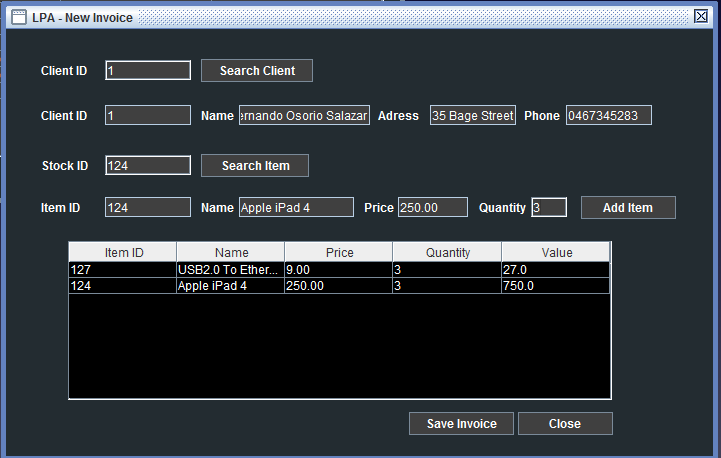 LPA - New Invoice
Client ID 1 Search Client
Client ID 1 Name ernando Osorio Salazar Adress 35 Bage Street Phone 0467345283
Stock ID 124 Search Item
Item ID 124 Name Apple iPad 4 Price 250.00 Quantity 3 Add Item
Item ID Name Price Quantity Value
127 USB2.0 To Ether... 9.00 3 27.0
124 Apple iPad 4 250.00 3 750.0
Save Invoice Close